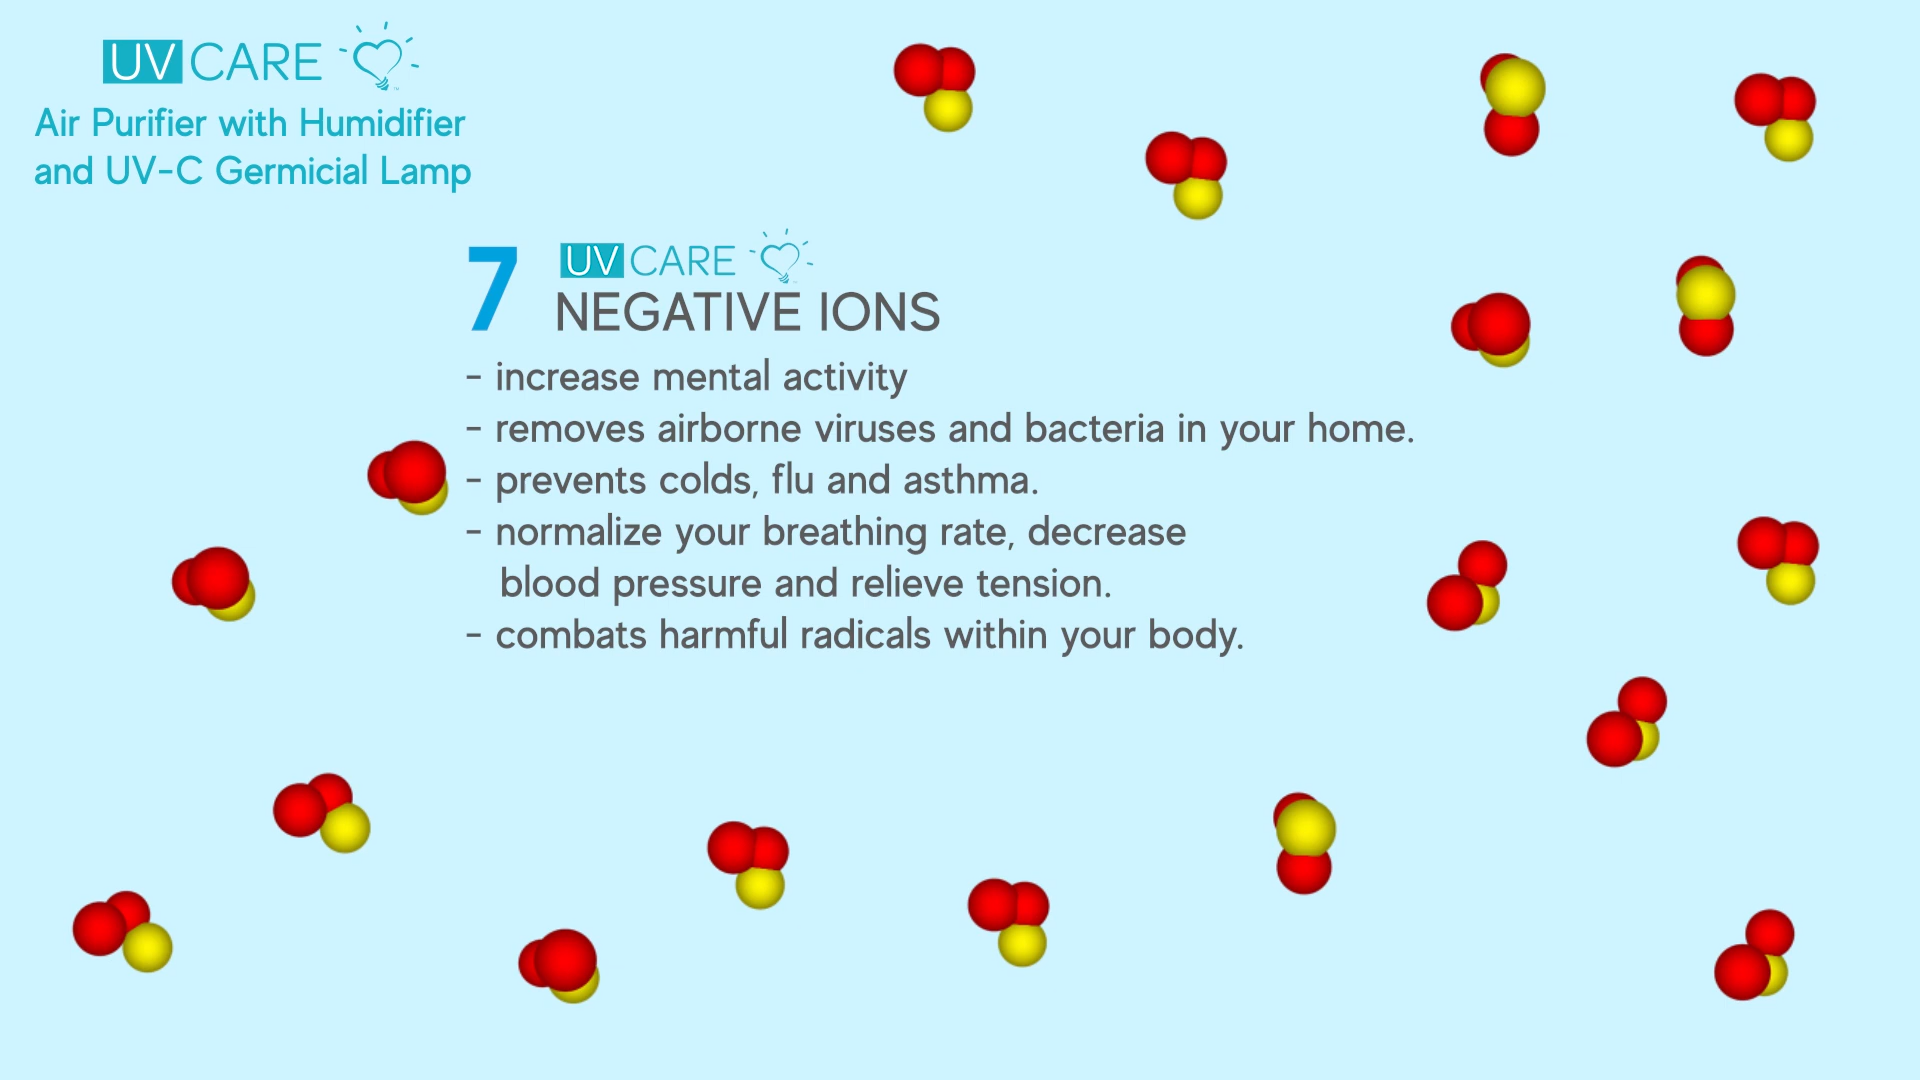 UV CARE
Air Purifier with Humidifier
and UV-C Germicial Lamp
7 UV CARE
NEGATIVE IONS
- increase mental activity
- removes airborne viruses and bacteria in your home.
- prevents colds, flu and asthma.
- normalize your breathing rate, decrease
blood pressure and relieve tension.
- combats harmful radicals within your body.